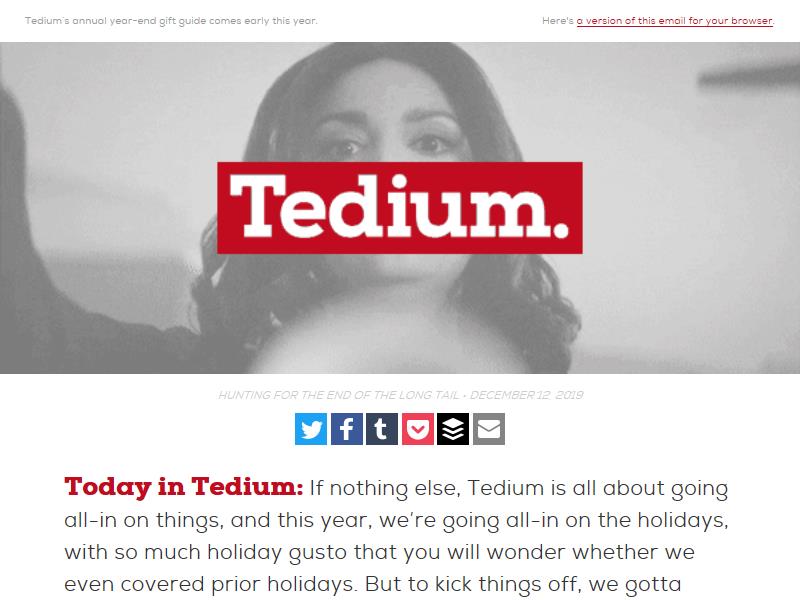 Tedium's annual year-end gift guide comes early this year.
Here's a version of this email for your browser.
Tedium.
HUNTING FOR THE END OF THE LONG TAIL • DECEMBER 12, 2019
Today in Tedium: If nothing else, Tedium is all about going
all-in on things, and this year, we're going all-in on the holidays,
with so much holiday gusto that you will wonder whether we
even covered prior holidays. But to kick things off, we gotta